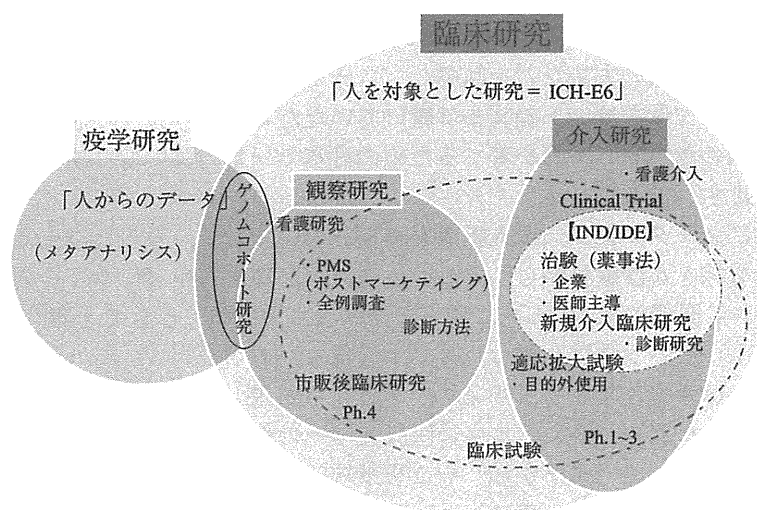 臨床研究
「人を対象とした研究＝ICH-E6」
疫学研究
「人からのデータ」
（メタアナリシス）
ゲノムコホート研究
観察研究
・看護研究
・PMS
（ポストマーケティング）
・全例調査
診断方法
市販後臨床研究
Ph.4
介入研究
・看護介入
Clinical Trial
【IND/IDE】
治験（薬事法）
・企業
・医師主導
新規介入臨床研究
・診断研究
適応拡大試験
・目的外使用
Ph.1~3
臨床試験